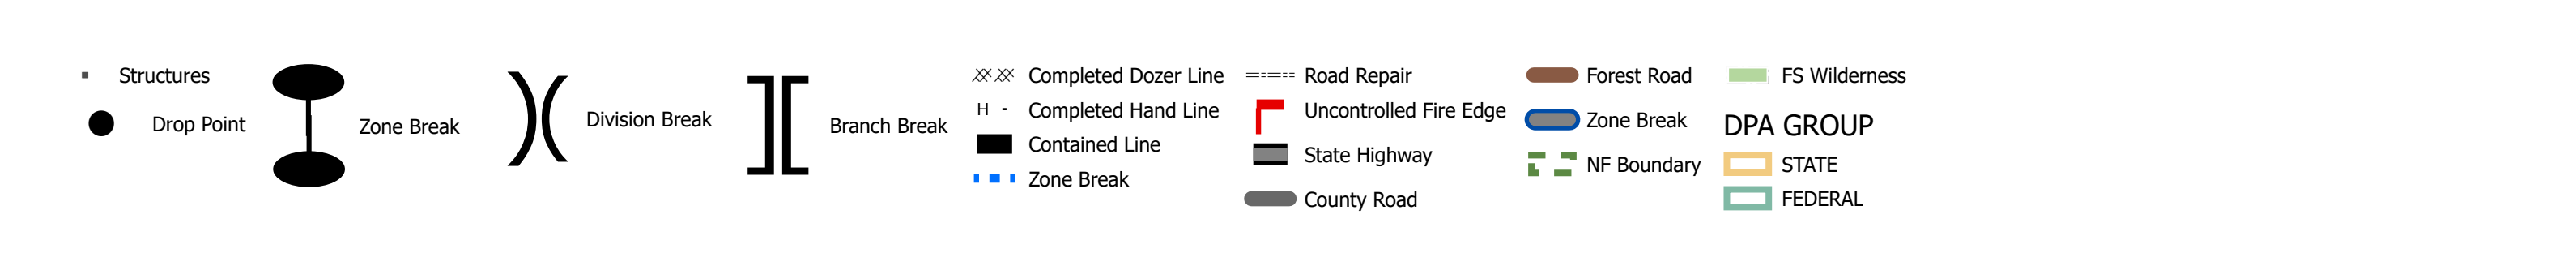 Structures
Drop Point
Zone Break
Division Break
Branch Break
Completed Dozer Line
H - Completed Hand Line
Contained Line
Zone Break
Road Repair
Uncontrolled Fire Edge
State Highway
County Road
Forest Road
Zone Break
NF Boundary
FS Wilderness
DPA GROUP
STATE
FEDERAL